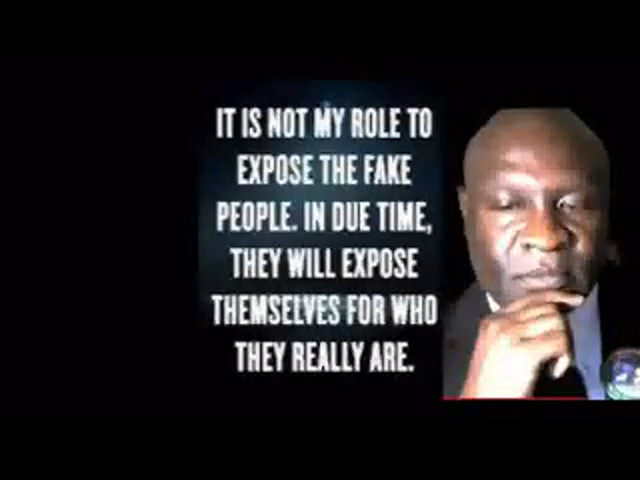 IT IS NOT MY ROLE TO
EXPOSE THE FAKE
PEOPLE. IN DUE TIME,
THEY WILL EXPOSE
THEMSELVES FOR WHO
THEY REALLY ARE.